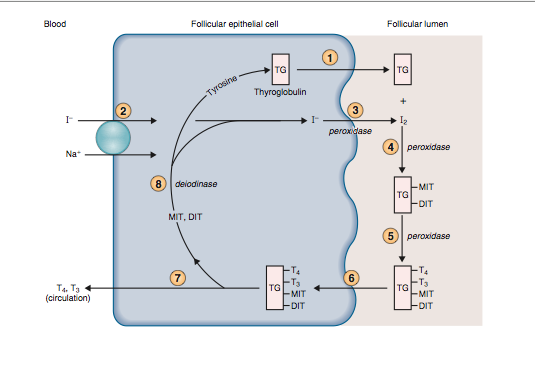 Blood
Follicular epithelial cell
Follicular lumen
1
TG
TG
Tyrosine
Thyroglobulin
+
2
3
I⁻
I⁻
I₂
peroxidase
Na⁺
4
peroxidase
8
deiodinase
TG
MIT
DIT
MIT, DIT
5
peroxidase
7
6
T₄, T₃
(circulation)
TG
T₄
T₃
MIT
DIT
TG
T₄
T₃
MIT
DIT